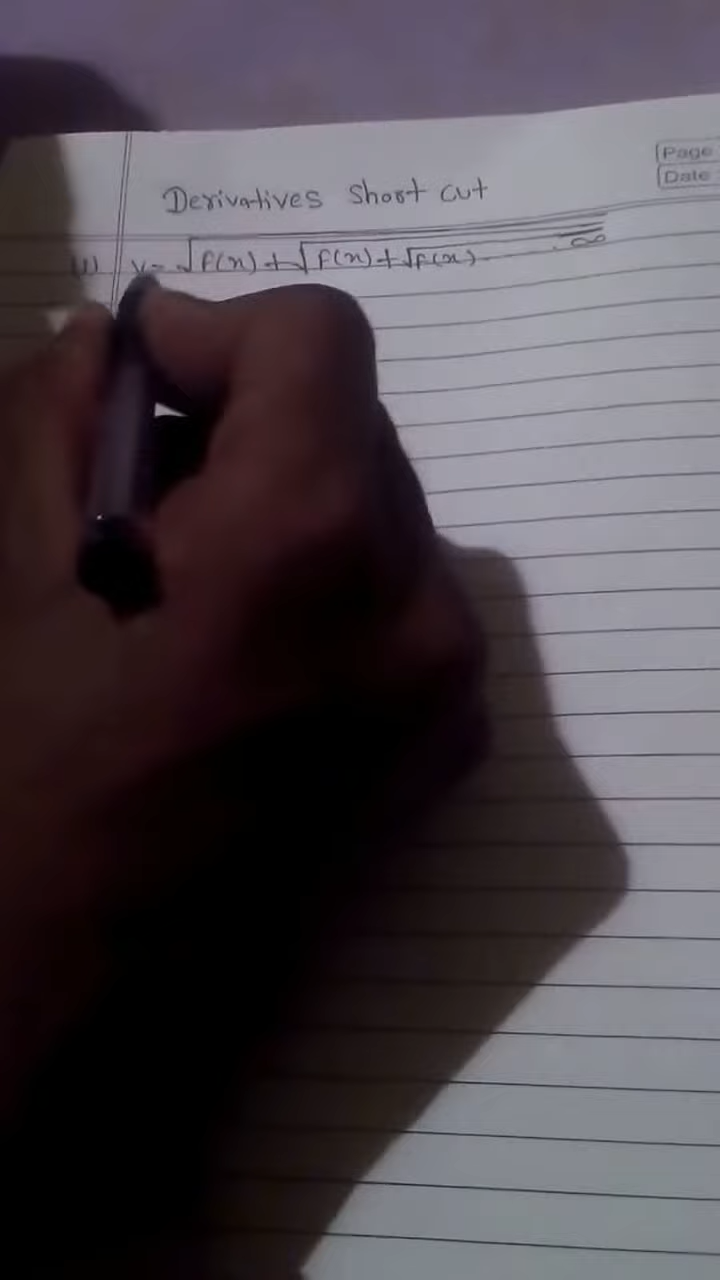 Page
Date
Derivatives short cut
1) y = √f(x) + √f(x) + √f(x) ..... ∞